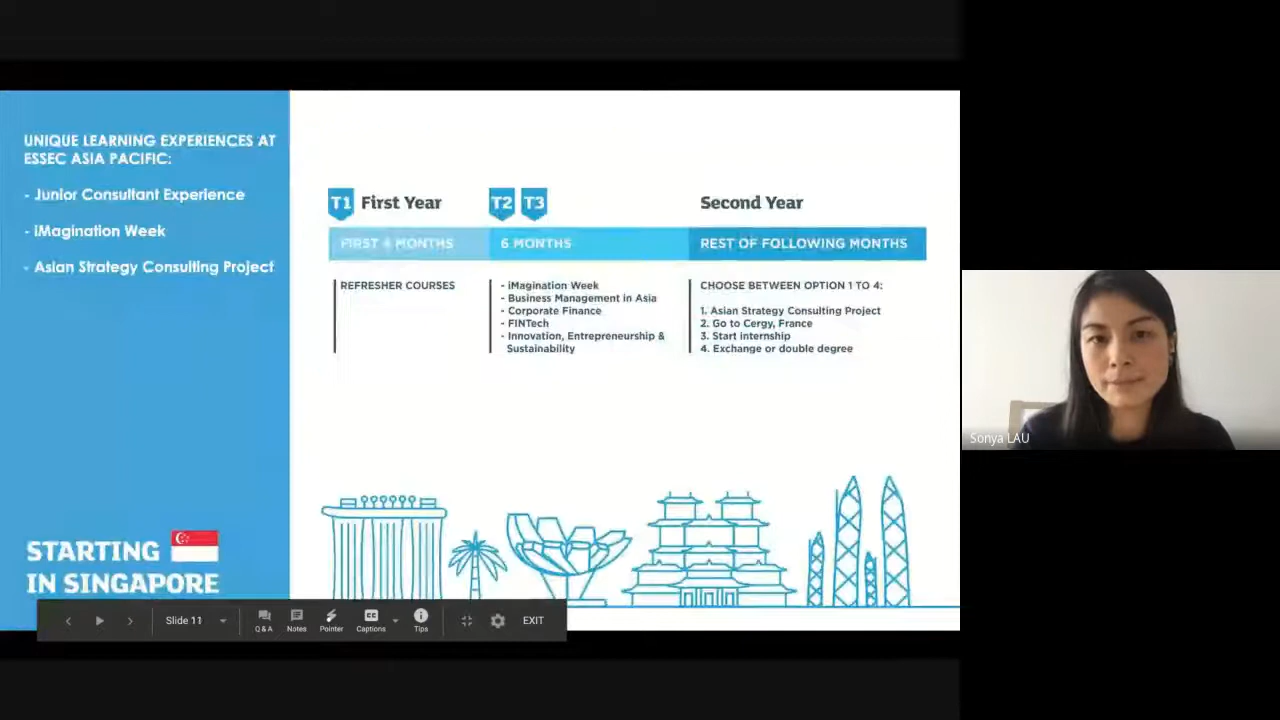 UNIQUE LEARNING EXPERIENCES AT
ESSEC ASIA PACIFIC:
- Junior Consultant Experience
- iMagination Week
- Asian Strategy Consulting Project
STARTING
IN SINGAPORE
T1 First Year
T2 T3
Second Year
FIRST 4 MONTHS
6 MONTHS
REST OF FOLLOWING MONTHS
REFRESHER COURSES
- iMagination Week
- Business Management in Asia
- Corporate Finance
- FINTech
- Innovation, Entrepreneurship &
Sustainability
CHOOSE BETWEEN OPTION 1 TO 4:
1. Asian Strategy Consulting Project
2. Go to Cergy, France
3. Start internship
4. Exchange or double degree
Slide 11
Q & A
Notes
Pointer
CC
Captions
Tips
EXIT
Sonya LAU